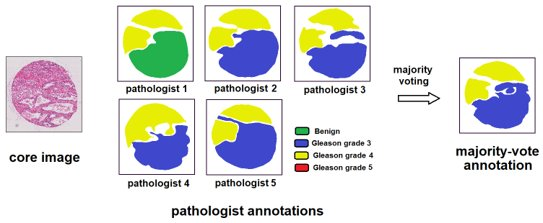 pathologist 1
pathologist 2
pathologist 3
majority
voting
core image
Benign
Gleason grade 3
Gleason grade 4
Gleason grade 5
pathologist 4
pathologist 5
majority-vote
annotation
pathologist annotations